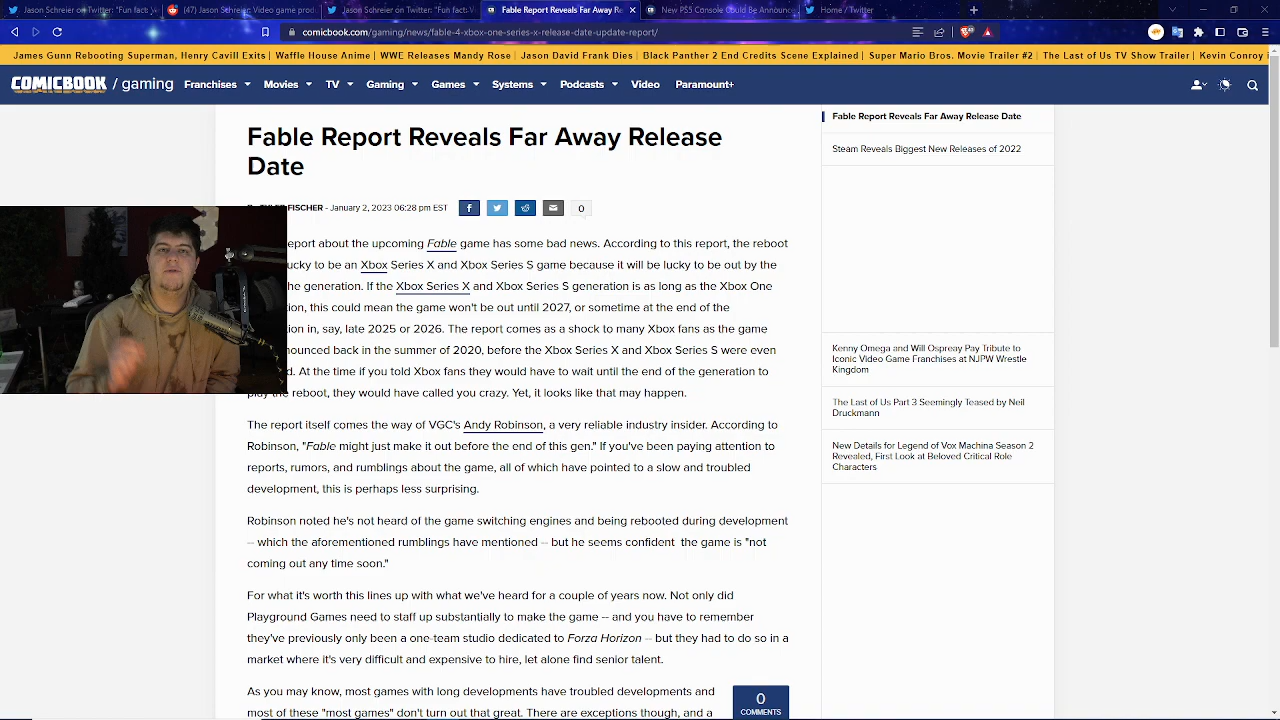 Jason Schreier on Twitter: "Fun fact:
(47) Jason Schreier: Video game prod
Jason Schreier on Twitter: "Fun fact: V
Fable Report Reveals Far Away Re
New PS5 Console Could Be Announce
Home / Twitter
comicbook.com/gaming/news/fable-4-xbox-one-series-x-release-date-update-report/
James Gunn Rebooting Superman, Henry Cavill Exits | Waffle House Anime | WWE Releases Mandy Rose | Jason David Frank Dies | Black Panther 2 End Credits Scene Explained | Super Mario Bros. Movie Trailer #2 | The Last of Us TV Show Trailer | Kevin Conroy
COMICBOOK / gaming
Franchises
Movies
TV
Gaming
Games
Systems
Podcasts
Video
Paramount+
Fable Report Reveals Far Away Release
Date
FISCHER - January 2, 2023 06:28 pm EST
0
eport about the upcoming Fable game has some bad news. According to this report, the reboot
ucky to be an Xbox Series X and Xbox Series S game because it will be lucky to be out by the
he generation. If the Xbox Series X and Xbox Series S generation is as long as the Xbox One
ion, this could mean the game won't be out until 2027, or sometime at the end of the
ion in, say, late 2025 or 2026. The report comes as a shock to many Xbox fans as the game
nounced back in the summer of 2020, before the Xbox Series X and Xbox Series S were even
d. At the time if you told Xbox fans they would have to wait until the end of the generation to
play the reboot, they would have called you crazy. Yet, it looks like that may happen.
The report itself comes the way of VGC's Andy Robinson, a very reliable industry insider. According to
Robinson, "Fable might just make it out before the end of this gen." If you've been paying attention to
reports, rumors, and rumblings about the game, all of which have pointed to a slow and troubled
development, this is perhaps less surprising.
Robinson noted he's not heard of the game switching engines and being rebooted during development
-- which the aforementioned rumblings have mentioned -- but he seems confident the game is "not
coming out any time soon."
For what it's worth this lines up with what we've heard for a couple of years now. Not only did
Playground Games need to staff up substantially to make the game -- and you have to remember
they've previously only been a one-team studio dedicated to Forza Horizon -- but they had to do so in a
market where it's very difficult and expensive to hire, let alone find senior talent.
As you may know, most games with long developments have troubled developments and
most of these "most games" don't turn out that great. There are exceptions though, and a
0
COMMENTS
Fable Report Reveals Far Away Release Date
Steam Reveals Biggest New Releases of 2022
Kenny Omega and Will Ospreay Pay Tribute to
Iconic Video Game Franchises at NJPW Wrestle
Kingdom
The Last of Us Part 3 Seemingly Teased by Neil
Druckmann
New Details for Legend of Vox Machina Season 2
Revealed, First Look at Beloved Critical Role
Characters